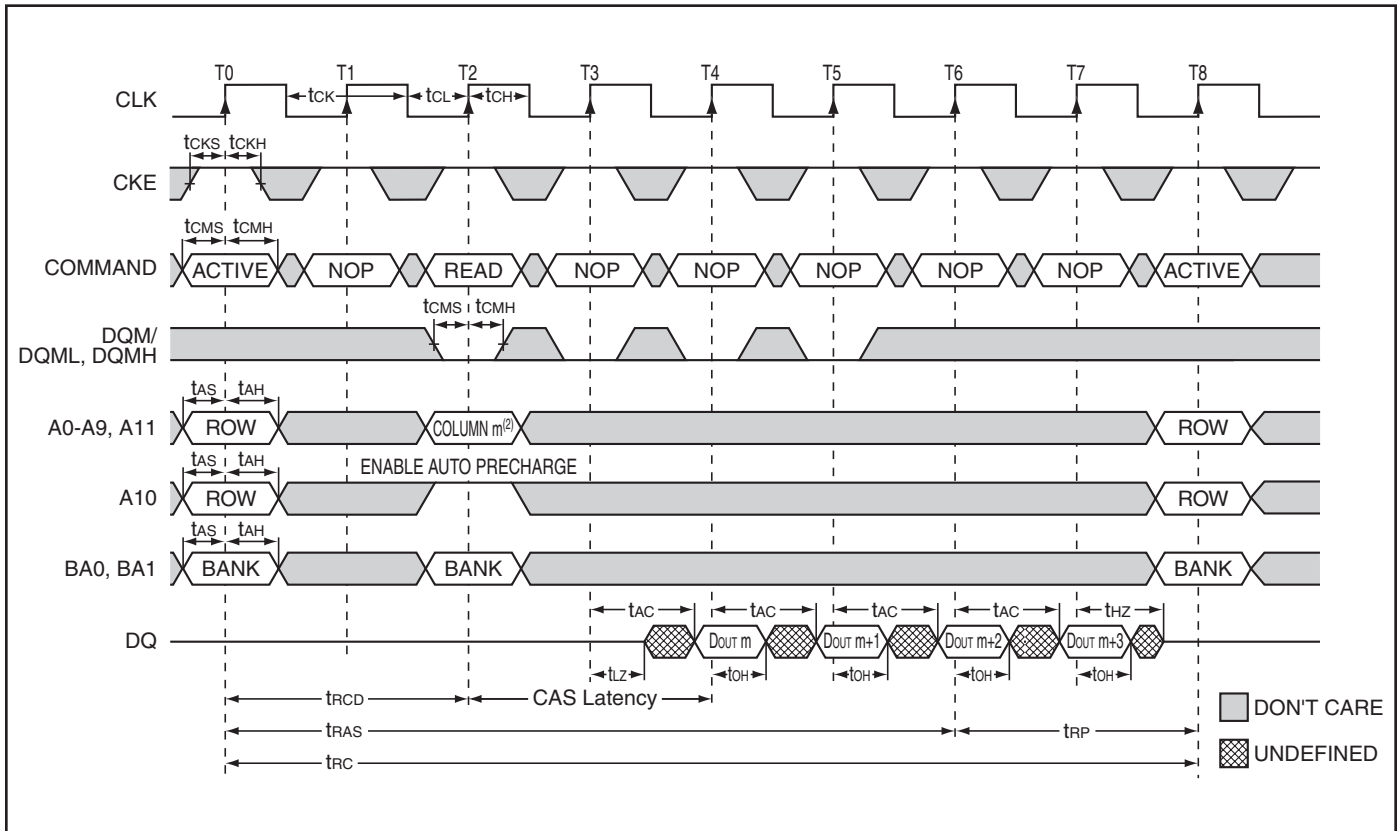 T0 T1 T2 T3 T4 T5 T6 T7 T8
CLK tCK tCL tCH
tCKS tCKH
CKE
tCMS tCMH
COMMAND ACTIVE NOP READ NOP NOP NOP NOP NOP ACTIVE
tCMS tCMH
DQM/
DQML, DQMH
tAS tAH
A0-A9, A11 ROW COLUMN m(2) ROW
tAS tAH ENABLE AUTO PRECHARGE
A10 ROW ROW
tAS tAH
BA0, BA1 BANK BANK BANK
tAC tAC tAC tAC tHZ
DQ DOUT m DOUT m+1 DOUT m+2 DOUT m+3
tLZ tOH tOH tOH tOH
tRCD CAS Latency
DON'T CARE
tRAS tRP
UNDEFINED
tRC